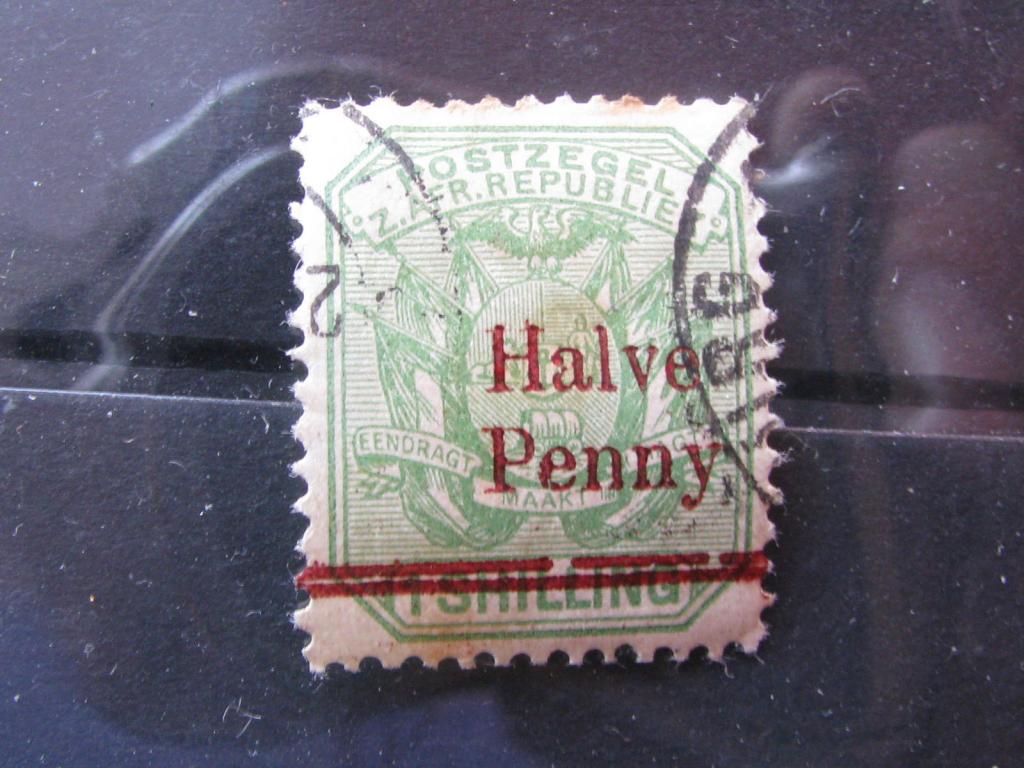 POSTZEGEL
Z. AFR. REPUBLIEK
Halve
Penny
EENDRAGT
MAAKT
1 SHILLING